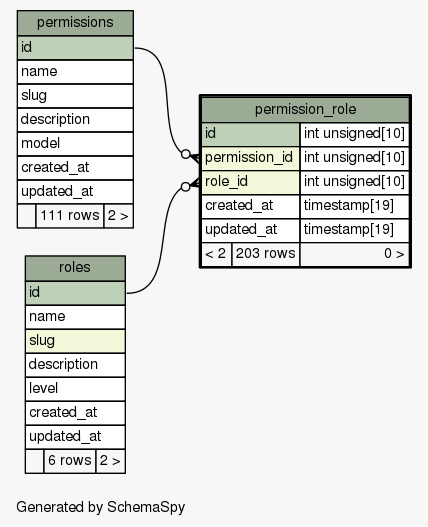 permissions
id
name
slug
description
model
created_at
updated_at
111 rows 2 >
permission_role
id int unsigned[10]
permission_id int unsigned[10]
role_id int unsigned[10]
created_at timestamp[19]
updated_at timestamp[19]
< 2 203 rows 0 >
roles
id
name
slug
description
level
created_at
updated_at
6 rows 2 >
Generated by SchemaSpy